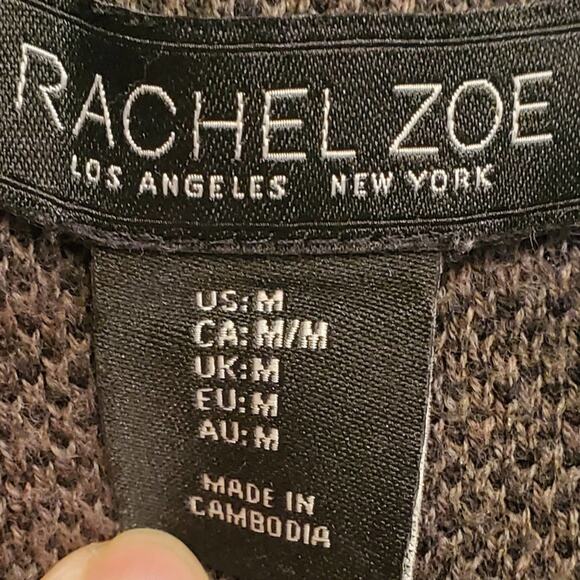 RACHEL ZOE
LOS ANGELES NEW YORK
US:M
CA:M/M
UK:M
EU:M
AU:M
MADE IN
CAMBODIA